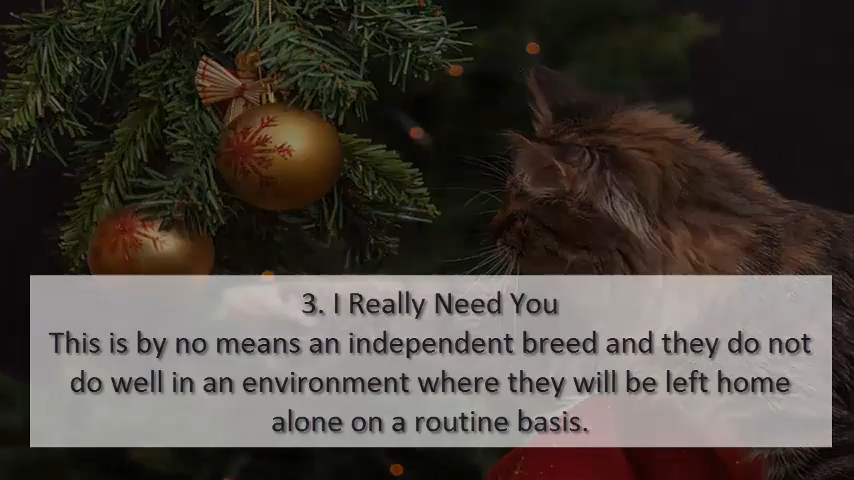 3. I Really Need You
This is by no means an independent breed and they do not
do well in an environment where they will be left home
alone on a routine basis.